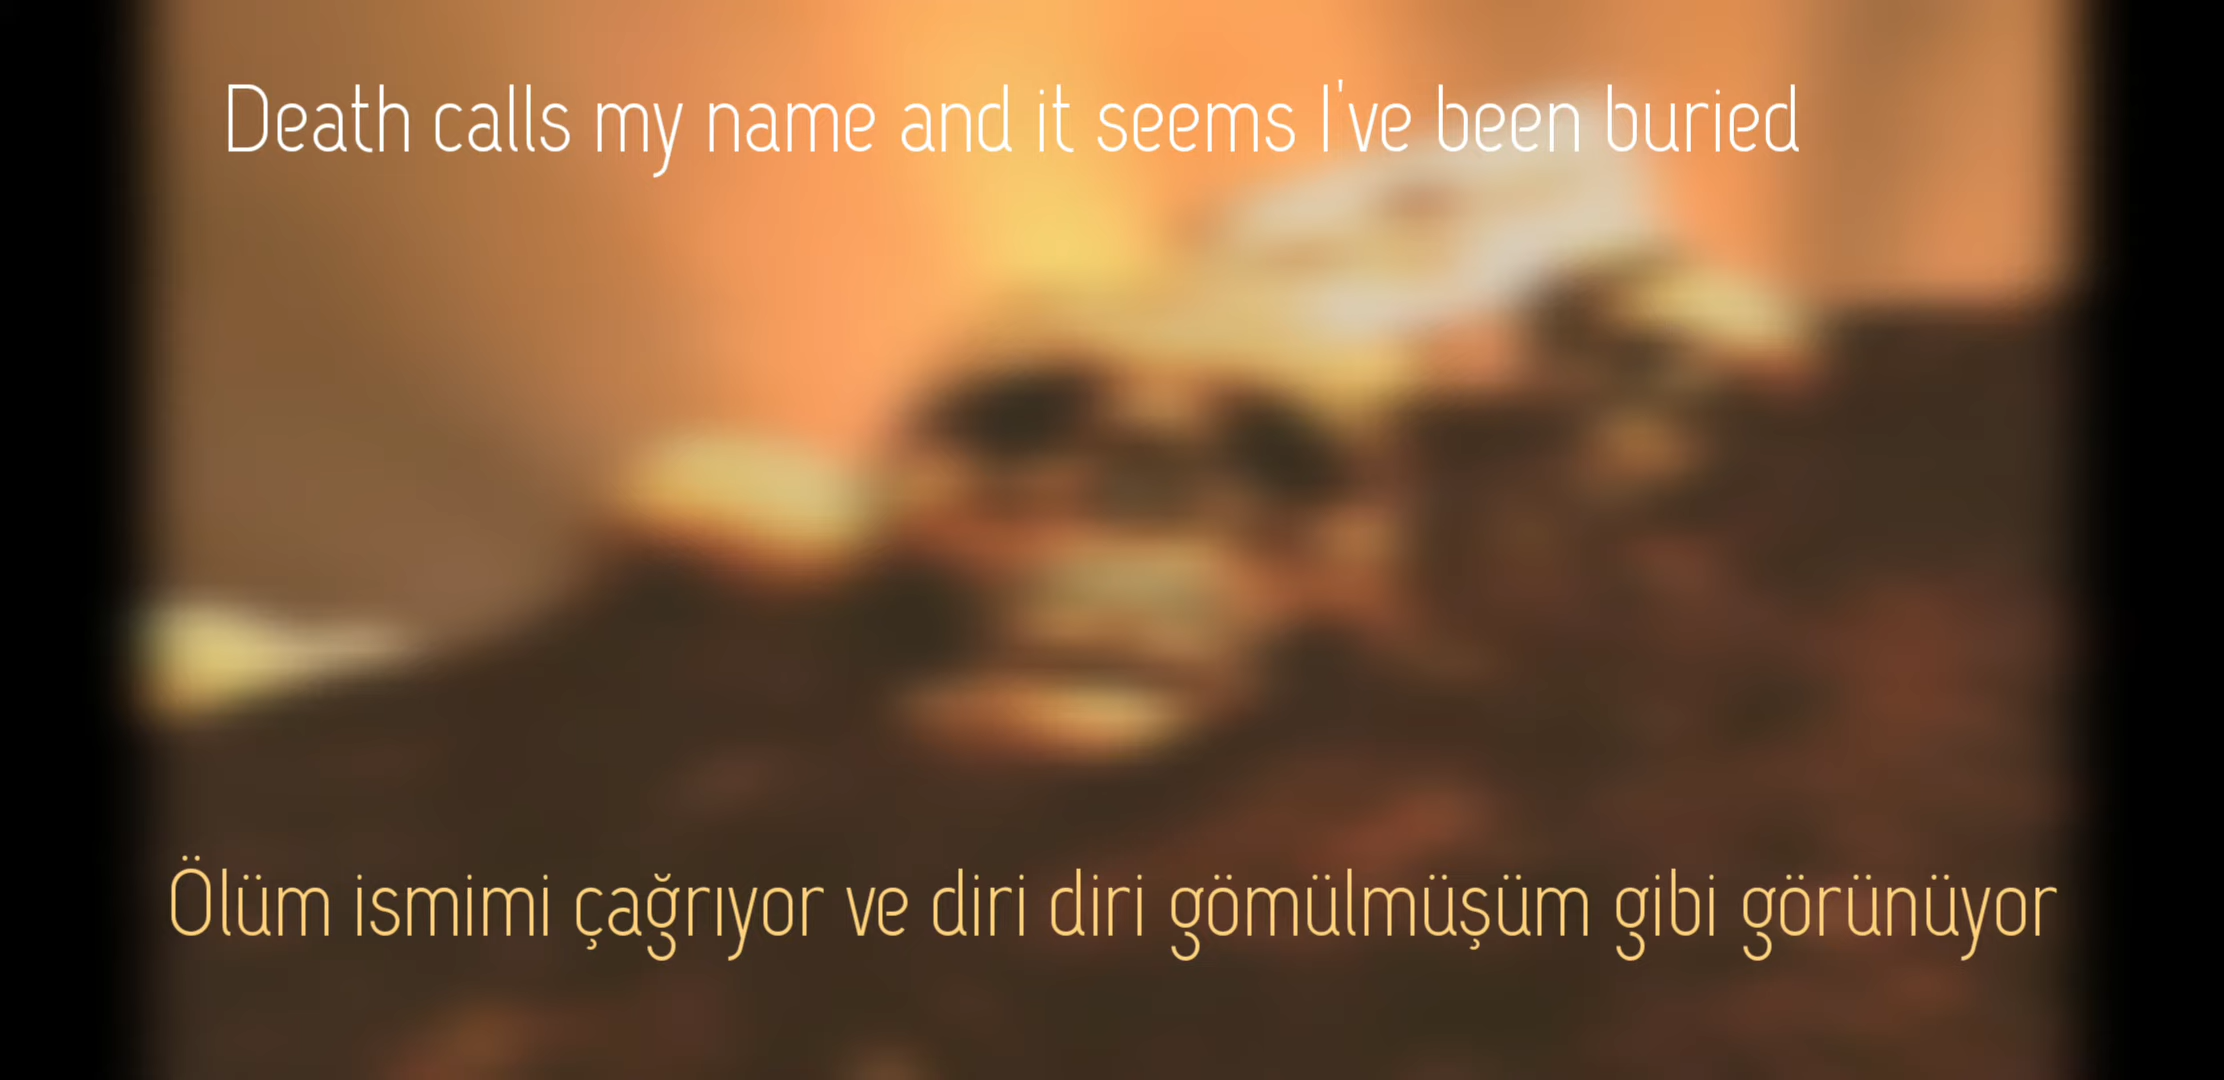 Death calls my name and it seems I've been buried
Ölüm ismimi çağrıyor ve diri diri gömülmüşüm gibi görünüyor